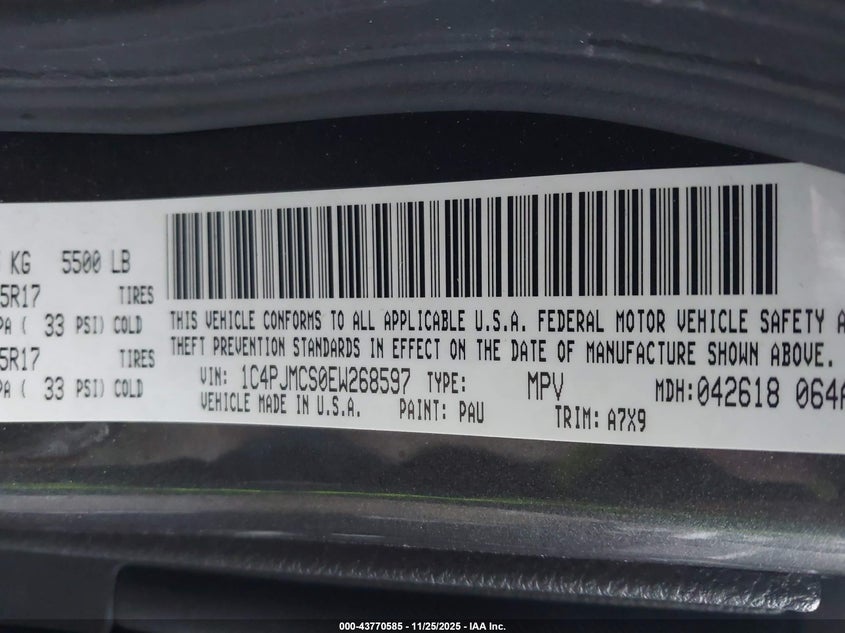 KG 5500 LB
5R17 TIRES
PA ( 33 PSI) COLD
5R17 TIRES
PA ( 33 PSI) COLD
THIS VEHICLE CONFORMS TO ALL APPLICABLE U.S.A. FEDERAL MOTOR VEHICLE SAFETY A
THEFT PREVENTION STANDARDS IN EFFECT ON THE DATE OF MANUFACTURE SHOWN ABOVE.
VIN: 1C4PJMCS0EW268597 TYPE: MPV MDH:042618 064A
VEHICLE MADE IN U.S.A. PAINT: PAU TRIM: A7X9
000-43770585 - 11/25/2025 - IAA Inc.